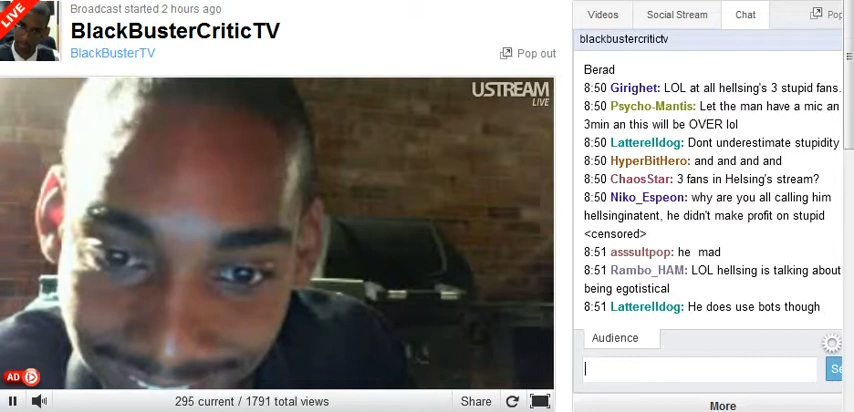 LIVE
Broadcast started 2 hours ago
BlackBusterCriticTV
BlackBusterTV
Pop out
USTREAM
LIVE
AD
295 current / 1791 total views
Share
Videos
Social Stream
Chat
Pop
blackbustercritictv
Berad
8:50 Girighet: LOL at all hellsing's 3 stupid fans.
8:50 Psycho-Mantis: Let the man have a mic an
3min an this will be OVER lol
8:50 Latterelldog: Dont underestimate stupidity
8:50 HyperBitHero: and and and and
8:50 ChaosStar: 3 fans in Helsing's stream?
8:50 Niko_Espeon: why are you all calling him
hellsinginatent, he didn't make profit on stupid
<censored>
8:51 asssultpop: he mad
8:51 Rambo_HAM: LOL hellsing is talking about
being egotistical
8:51 Latterelldog: He does use bots though
Audience
Se
More